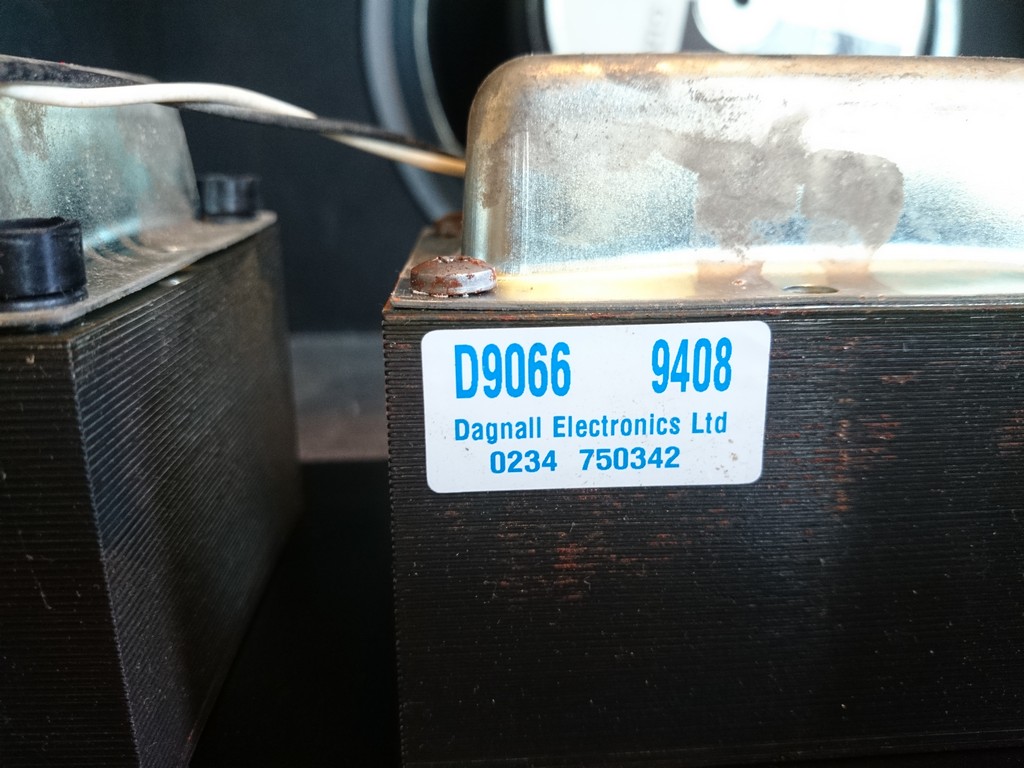 D9066 9408
Dagnall Electronics Ltd
0234 750342